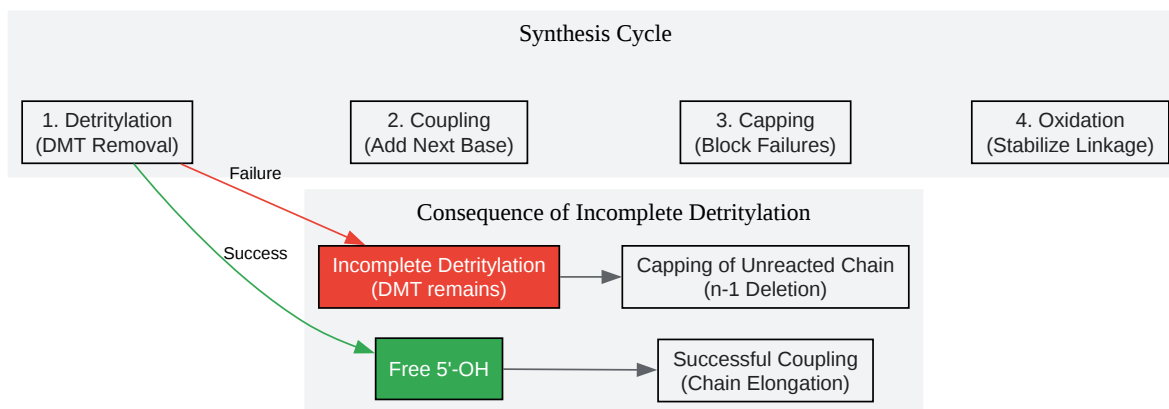 Synthesis Cycle
1. Detritylation
(DMT Removal)
2. Coupling
(Add Next Base)
3. Capping
(Block Failures)
4. Oxidation
(Stabilize Linkage)
Failure
Success
Consequence of Incomplete Detritylation
Incomplete Detritylation
(DMT remains)
Capping of Unreacted Chain
(n-1 Deletion)
Free 5'-OH
Successful Coupling
(Chain Elongation)